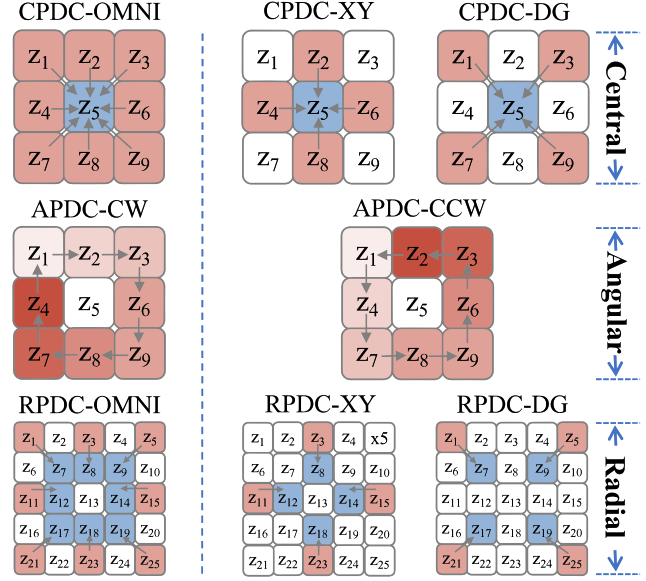 CPDC-OMNI CPDC-XY CPDC-DG
z1 z2 z3 z1 z2 z3 z1 z2 z3
z4 z5 z6 z4 z5 z6 z4 z5 z6
z7 z8 z9 z7 z8 z9 z7 z8 z9
Central
APDC-CW APDC-CCW
z1 z2 z3 z1 z2 z3
z4 z5 z6 z4 z5 z6
z7 z8 z9 z7 z8 z9
Angular
RPDC-OMNI RPDC-XY RPDC-DG
z1 z2 z3 z4 z5 z1 z2 z3 z4 x5 z1 z2 z3 z4 z5
z6 z7 z8 z9 z10 z6 z7 z8 z9 z10 z6 z7 z8 z9 z10
z11 z12 z13 z14 z15 z11 z12 z13 z14 z15 z11 z12 z13 z14 z15
z16 z17 z18 z19 z20 z16 z17 z18 z19 z20 z16 z17 z18 z19 z20
z21 z22 z23 z24 z25 z21 z22 z23 z24 z25 z21 z22 z23 z24 z25
Radial